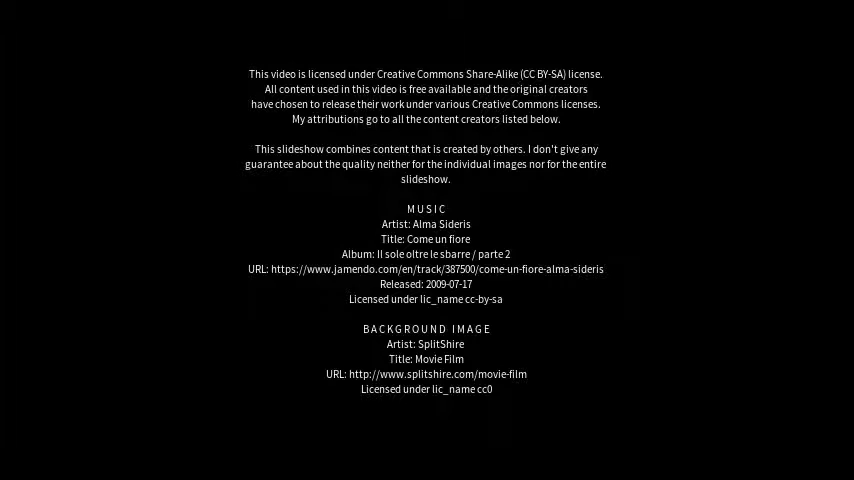 This video is licensed under Creative Commons Share-Alike (CC BY-SA) license.
All content used in this video is free available and the original creators
have chosen to release their work under various Creative Commons licenses.
My attributions go to all the content creators listed below.
This slideshow combines content that is created by others. I don't give any
guarantee about the quality neither for the individual images nor for the entire
slideshow.
MUSIC
Artist: Alma Sideris
Title: Come un fiore
Album: Il sole oltre le sbarre / parte 2
URL: https://www.jamendo.com/en/track/387500/come-un-fiore-alma-sideris
Released: 2009-07-17
Licensed under lic_name cc-by-sa
BACKGROUND IMAGE
Artist: SplitShire
Title: Movie Film
URL: http://www.splitshire.com/movie-film
Licensed under lic_name cc0